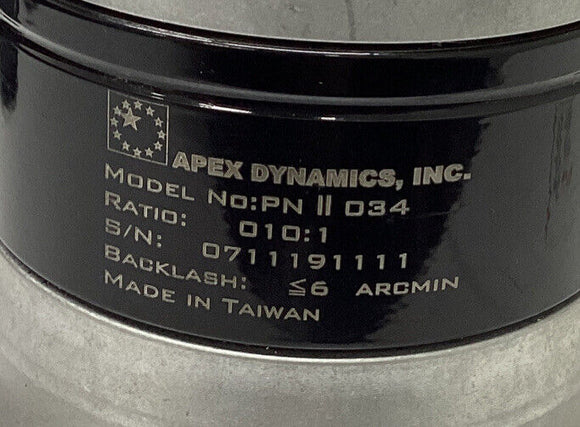 APEX DYNAMICS, INC.
MODEL NO:PN II 034
RATIO: 010:1
S/N: 0711191111
BACKLASH: ≦6 ARCMIN
MADE IN TAIWAN